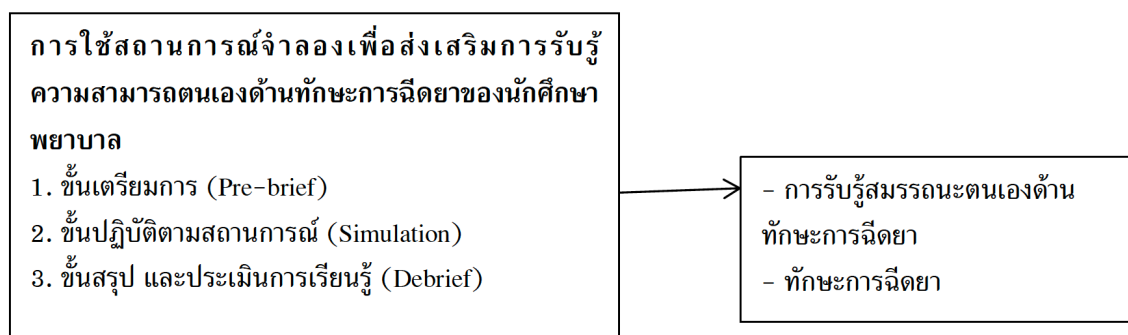 การใช้สถานการณ์จำลองเพื่อส่งเสริมการรับรู้
ความสามารถตนเองด้านทักษะการฉีดยาของนักศึกษา
พยาบาล
1. ขั้นเตรียมการ (Pre-brief)
2. ขั้นปฏิบัติตามสถานการณ์ (Simulation)
3. ขั้นสรุป และประเมินการเรียนรู้ (Debrief)
- การรับรู้สมรรถนะตนเองด้าน
ทักษะการฉีดยา
- ทักษะการฉีดยา